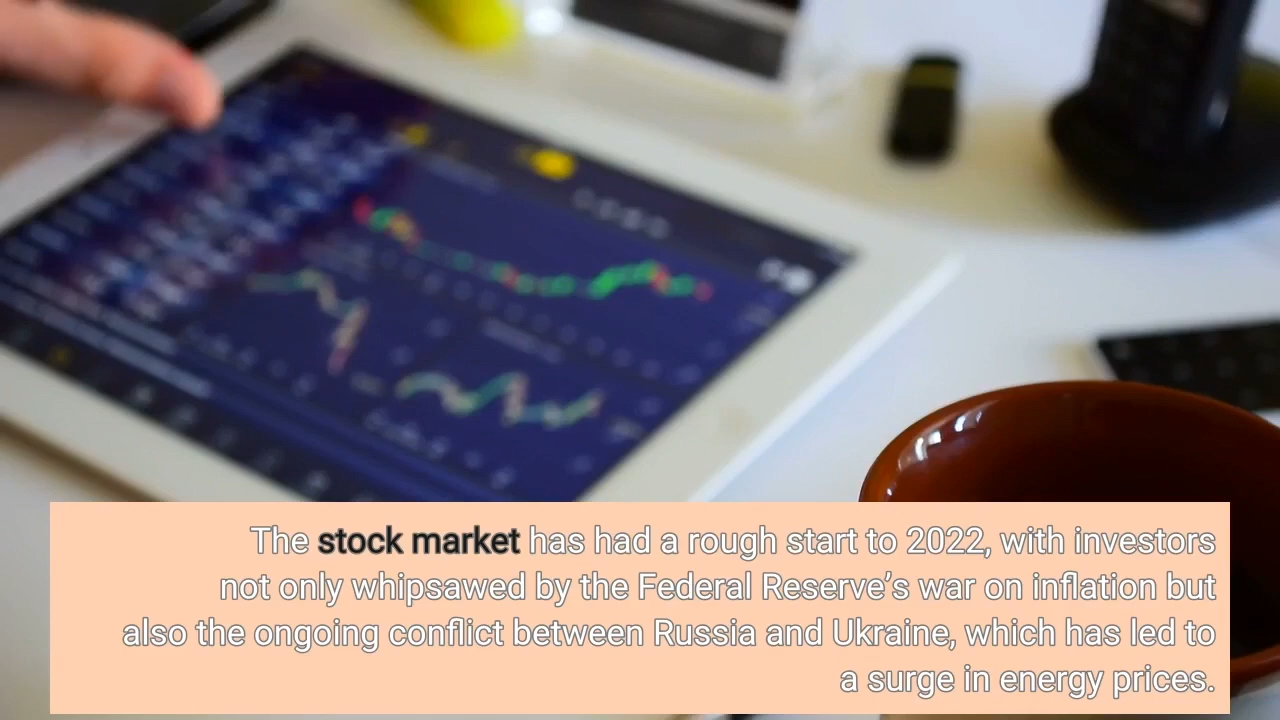 The stock market has had a rough start to 2022, with investors
not only whipsawed by the Federal Reserve’s war on inflation but
also the ongoing conflict between Russia and Ukraine, which has led to
a surge in energy prices.